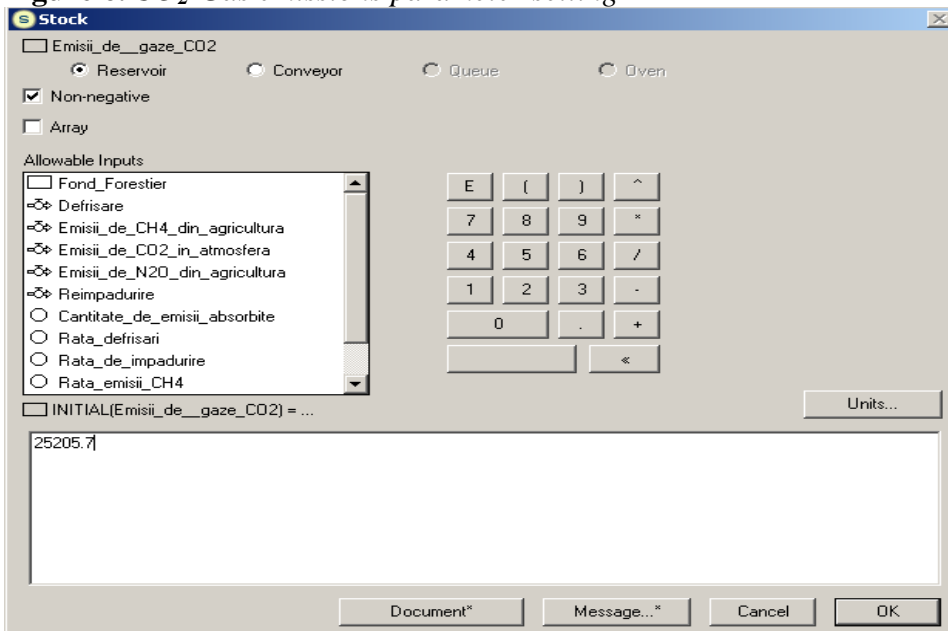 Stock
Emisii_de__gaze_CO2
Reservoir Conveyor Queue Oven
Non-negative
Array
Allowable Inputs
Fond_Forestier
Defrisare
Emisii_de_CH4_din_agricultura
Emisii_de_CO2_in_atmosfera
Emisii_de_N2O_din_agricultura
Reimpadurire
Cantitate_de_emisii_absorbite
Rata_defrisari
Rata_de_impadurire
Rata_emisii_CH4
E ( ) ^
7 8 9 *
4 5 6 /
1 2 3 -
0 . +
«
INITIAL(Emisii_de__gaze_CO2) = ...
Units...
25205.7
Document* Message...* Cancel OK